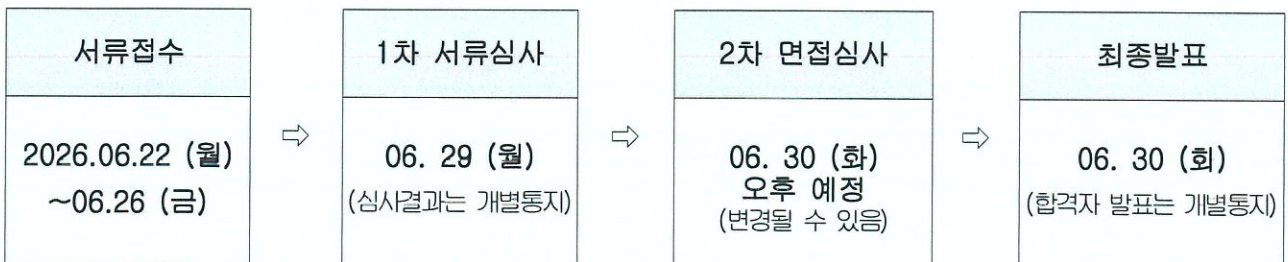 서류접수
2026.06.22 (월)
~06.26 (금)
⇨
1차 서류심사
06. 29 (월)
(심사결과는 개별통지)
⇨
2차 면접심사
06. 30 (화)
오후 예정
(변경될 수 있음)
⇨
최종발표
06. 30 (회)
(합격자 발표는 개별통지)